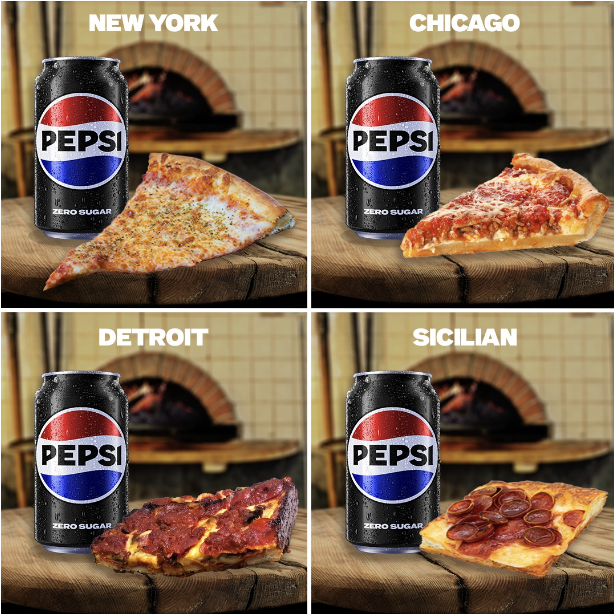 NEW YORK
PEPSI
ZERO SUGAR
CHICAGO
PEPSI
ZERO SUGAR
DETROIT
PEPSI
ZERO SUGAR
SICILIAN
PEPSI
ZERO SUGAR